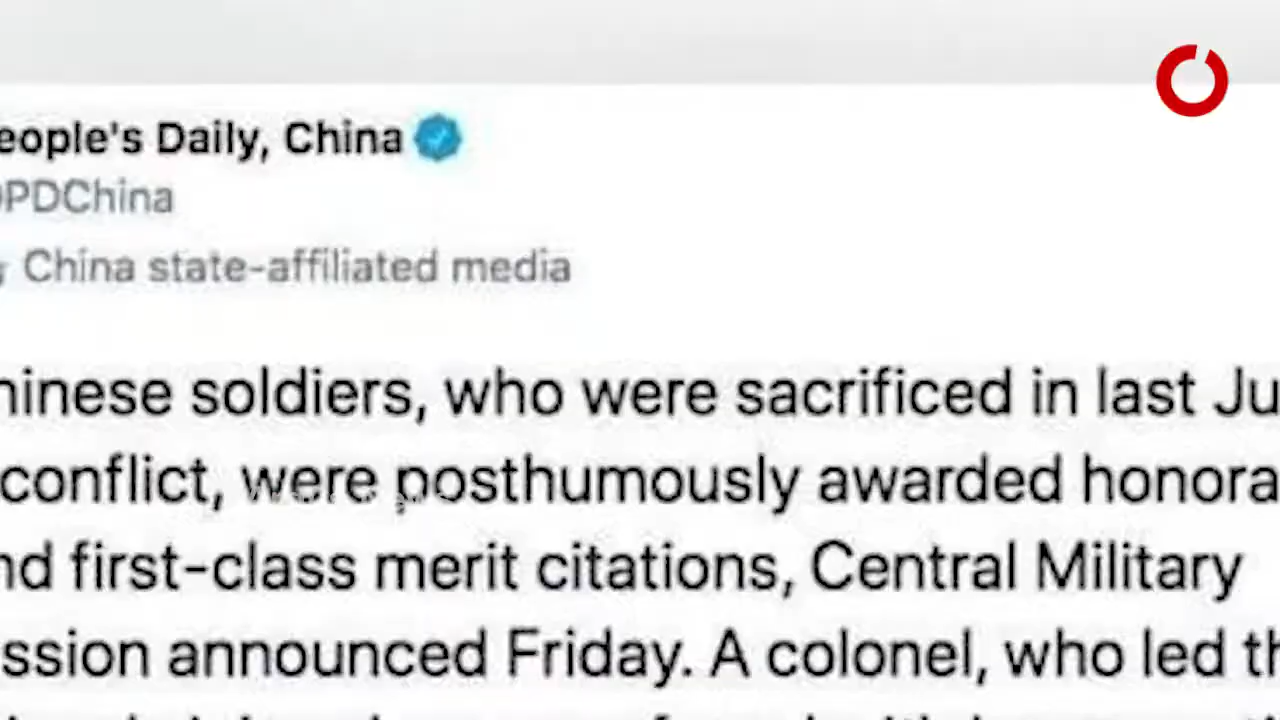 eople's Daily, China
PDChina
China state-affiliated media
hinese soldiers, who were sacrificed in last Ju
conflict, were posthumously awarded honora
nd first-class merit citations, Central Military
ssion announced Friday. A colonel, who led th